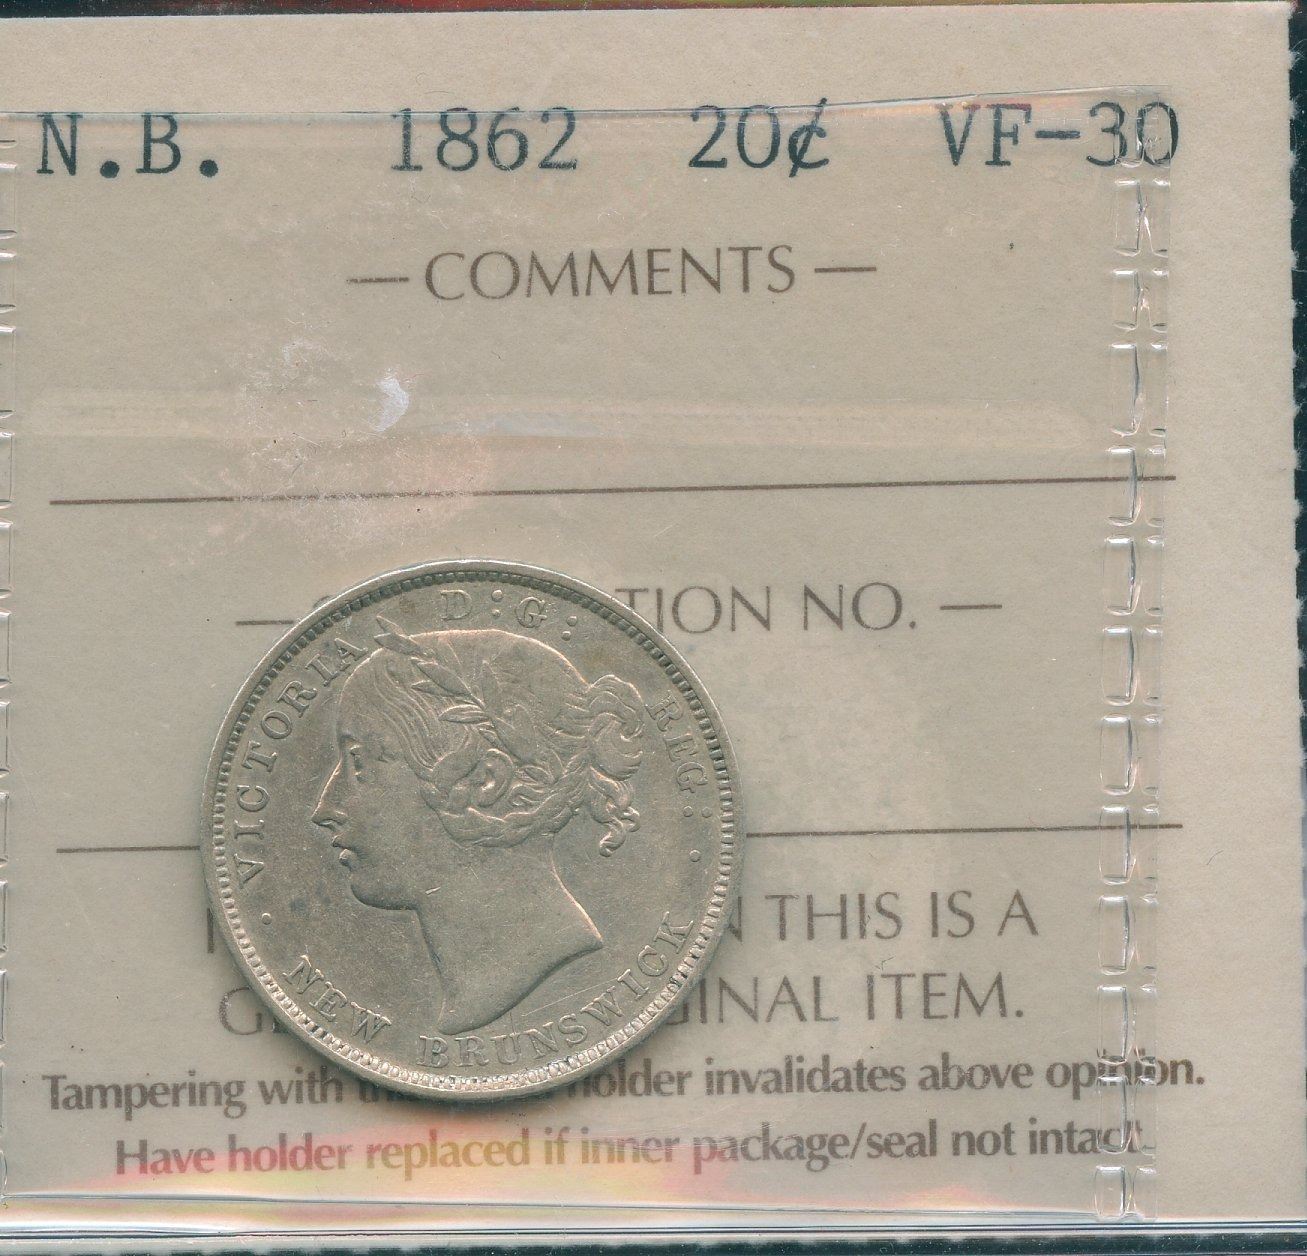 N.B. 1862 20¢ VF-30
— COMMENTS —
TION NO. —
THIS IS A
GINAL ITEM.
Tampering with holder invalidates above opinion.
Have holder replaced if inner package/seal not intact.
VICTORIA D:G: REG:
NEW BRUNSWICK